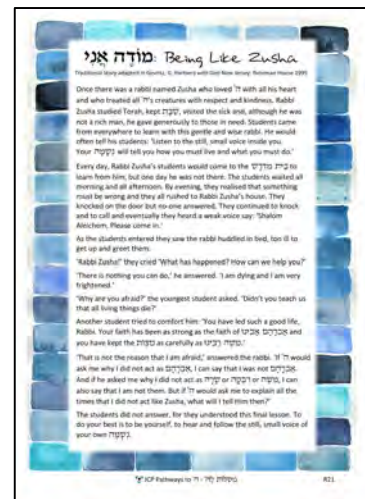 מוֹדֶה אֲנִי: Being Like Zusha
Traditional story adapted in Gevirtz, G. Partners with God New Jersey: Behrman House 1995
Once there was a rabbi named Zusha who loved ה' with all his heart
and who treated all ה''s creatures with respect and kindness. Rabbi
Zusha studied Torah, kept שַׁבָּת, visited the sick and, although he was
not a rich man, he gave generously to those in need. Students came
from everywhere to learn with this gentle and wise rabbi. He would
often tell his students: 'Listen to the still, small voice inside you.
Your נְשָׁמָה will tell you how you must live and what you must do.'
Every day, Rabbi Zusha's students would come to the בֵּית מִדְרָשׁ to
learn from him, but one day he was not there. The students waited all
morning and all afternoon. By evening, they realised that something
must be wrong and they all rushed to Rabbi Zusha's house. They
knocked on the door but no-one answered. They continued to knock
and to call and eventually they heard a weak voice say: 'Shalom
Aleichem. Please come in.'
As the students entered they saw the rabbi huddled in bed, too ill to
get up and greet them.
'Rabbi Zusha!' they cried 'What has happened? How can we help you?'
'There is nothing you can do,' he answered. 'I am dying and I am very
frightened.'
'Why are you afraid?' the youngest student asked. 'Didn't you teach us
that all living things die?'
Another student tried to comfort him: 'You have led such a good life,
Rabbi. Your faith has been as strong as the faith of אַבְרָהָם אָבִינוּ and
you have kept the מִצְוֹת as carefully as מֹשֶׁה רַבֵּינוּ.'
'That is not the reason that I am afraid,' answered the rabbi. 'If ה' would
ask me why I did not act as אַבְרָהָם, I can say that I was not אַבְרָהָם.
And if he asked me why I did not act as שָׂרָה or רִבְקָה or מֹשֶׁה, I can
also say that I am not them. But if ה' would ask me to explain all the
times that I did not act like Zusha, what will I tell Him then?'
The students did not answer, for they understood this final lesson. To
do your best is to be yourself, to hear and follow the still, small voice of
your own נְשָׁמָה.
JCP Pathways to ה' - ה'
R21